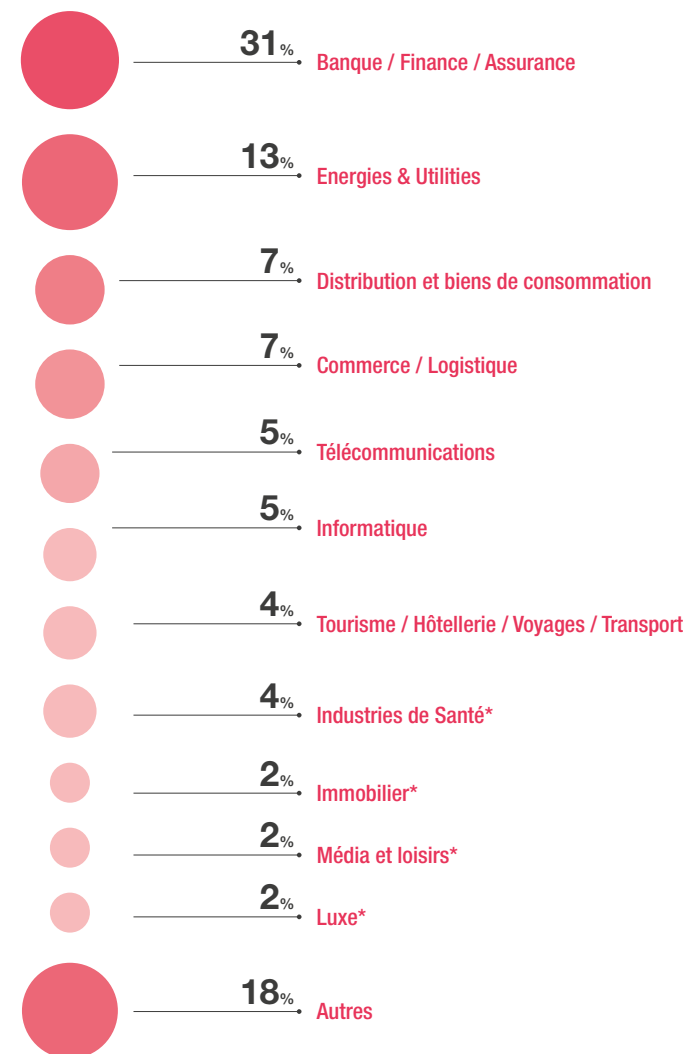 31% Banque / Finance / Assurance
13% Energies & Utilities
7% Distribution et biens de consommation
7% Commerce / Logistique
5% Télécommunications
5% Informatique
4% Tourisme / Hôtellerie / Voyages / Transport
4% Industries de Santé*
2% Immobilier*
2% Média et loisirs*
2% Luxe*
18% Autres